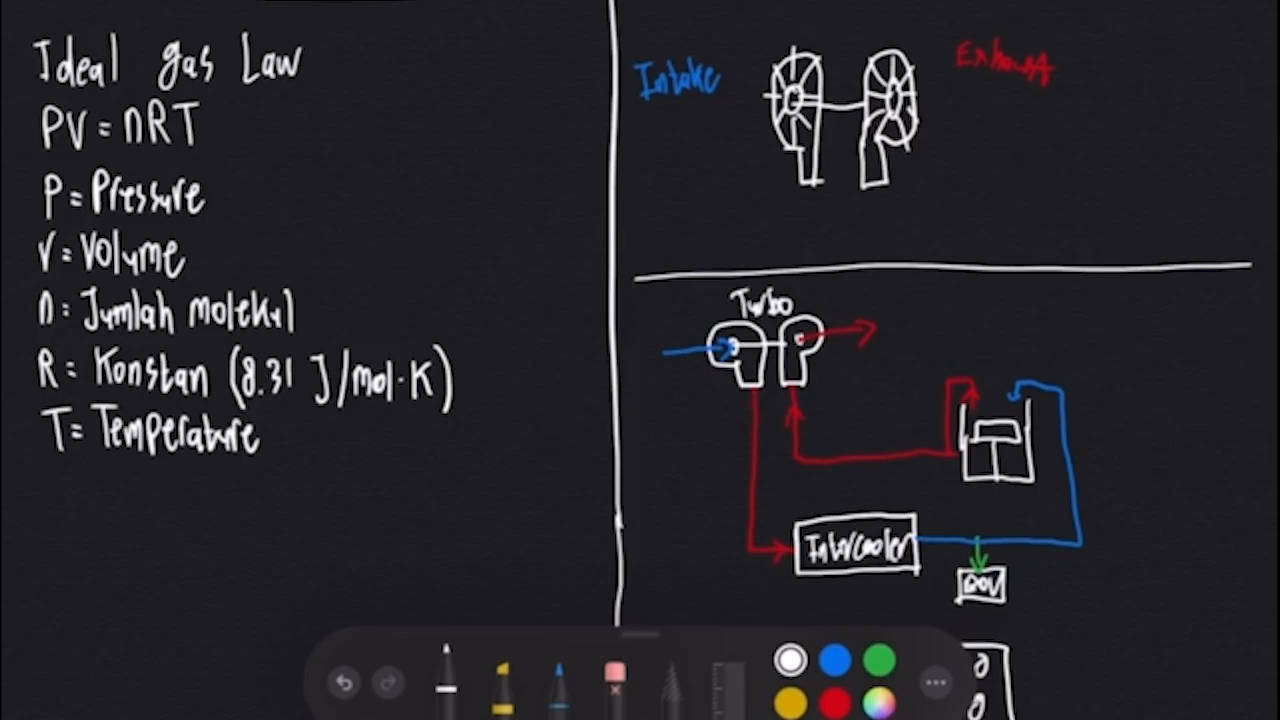 Ideal gas Law
PV = nRT
P = Pressure
V = Volume
n = Jumlah molekul
R = Konstan (8.31 J/mol·K)
T = Temperature
Intake
Exhaust
Turbo
Intercooler
BOV